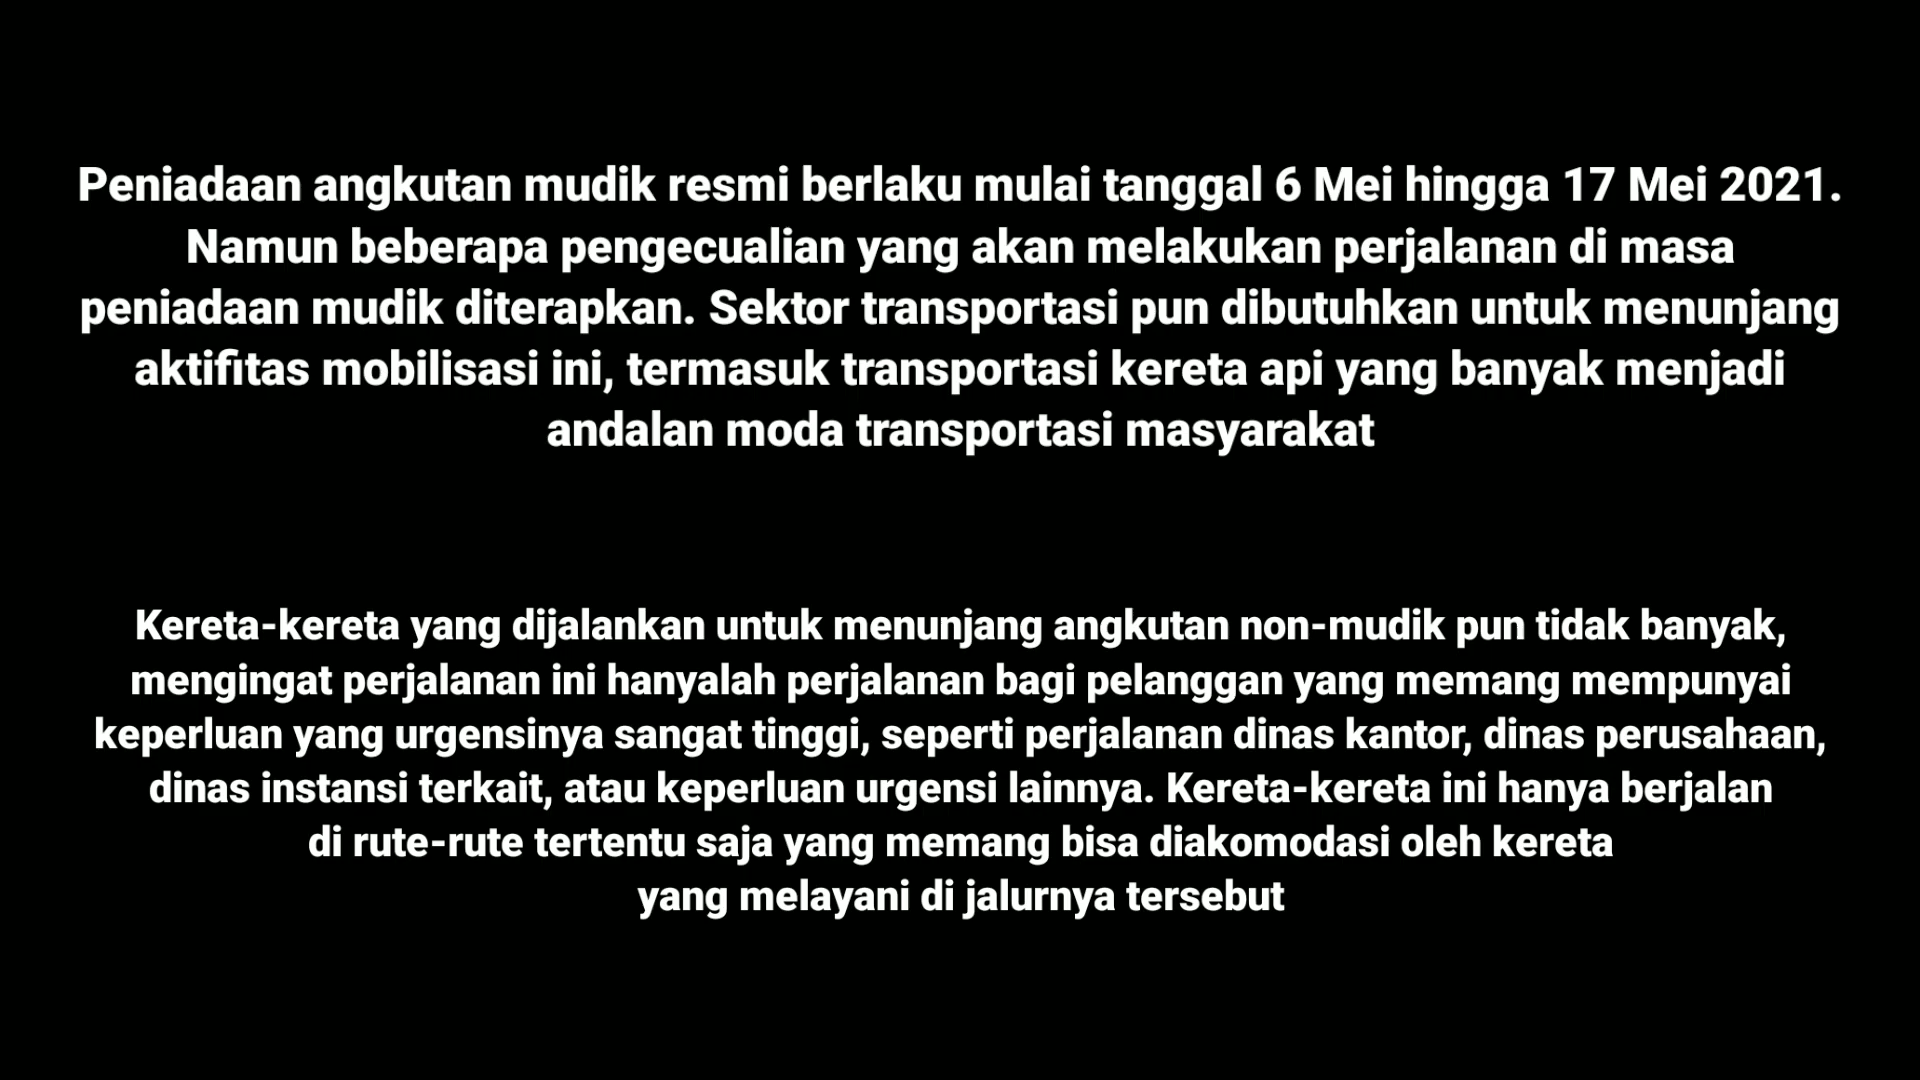 Peniadaan angkutan mudik resmi berlaku mulai tanggal 6 Mei hingga 17 Mei 2021.
Namun beberapa pengecualian yang akan melakukan perjalanan di masa
peniadaan mudik diterapkan. Sektor transportasi pun dibutuhkan untuk menunjang
aktifitas mobilisasi ini, termasuk transportasi kereta api yang banyak menjadi
andalan moda transportasi masyarakat
Kereta-kereta yang dijalankan untuk menunjang angkutan non-mudik pun tidak banyak,
mengingat perjalanan ini hanyalah perjalanan bagi pelanggan yang memang mempunyai
keperluan yang urgensinya sangat tinggi, seperti perjalanan dinas kantor, dinas perusahaan,
dinas instansi terkait, atau keperluan urgensi lainnya. Kereta-kereta ini hanya berjalan
di rute-rute tertentu saja yang memang bisa diakomodasi oleh kereta
yang melayani di jalurnya tersebut